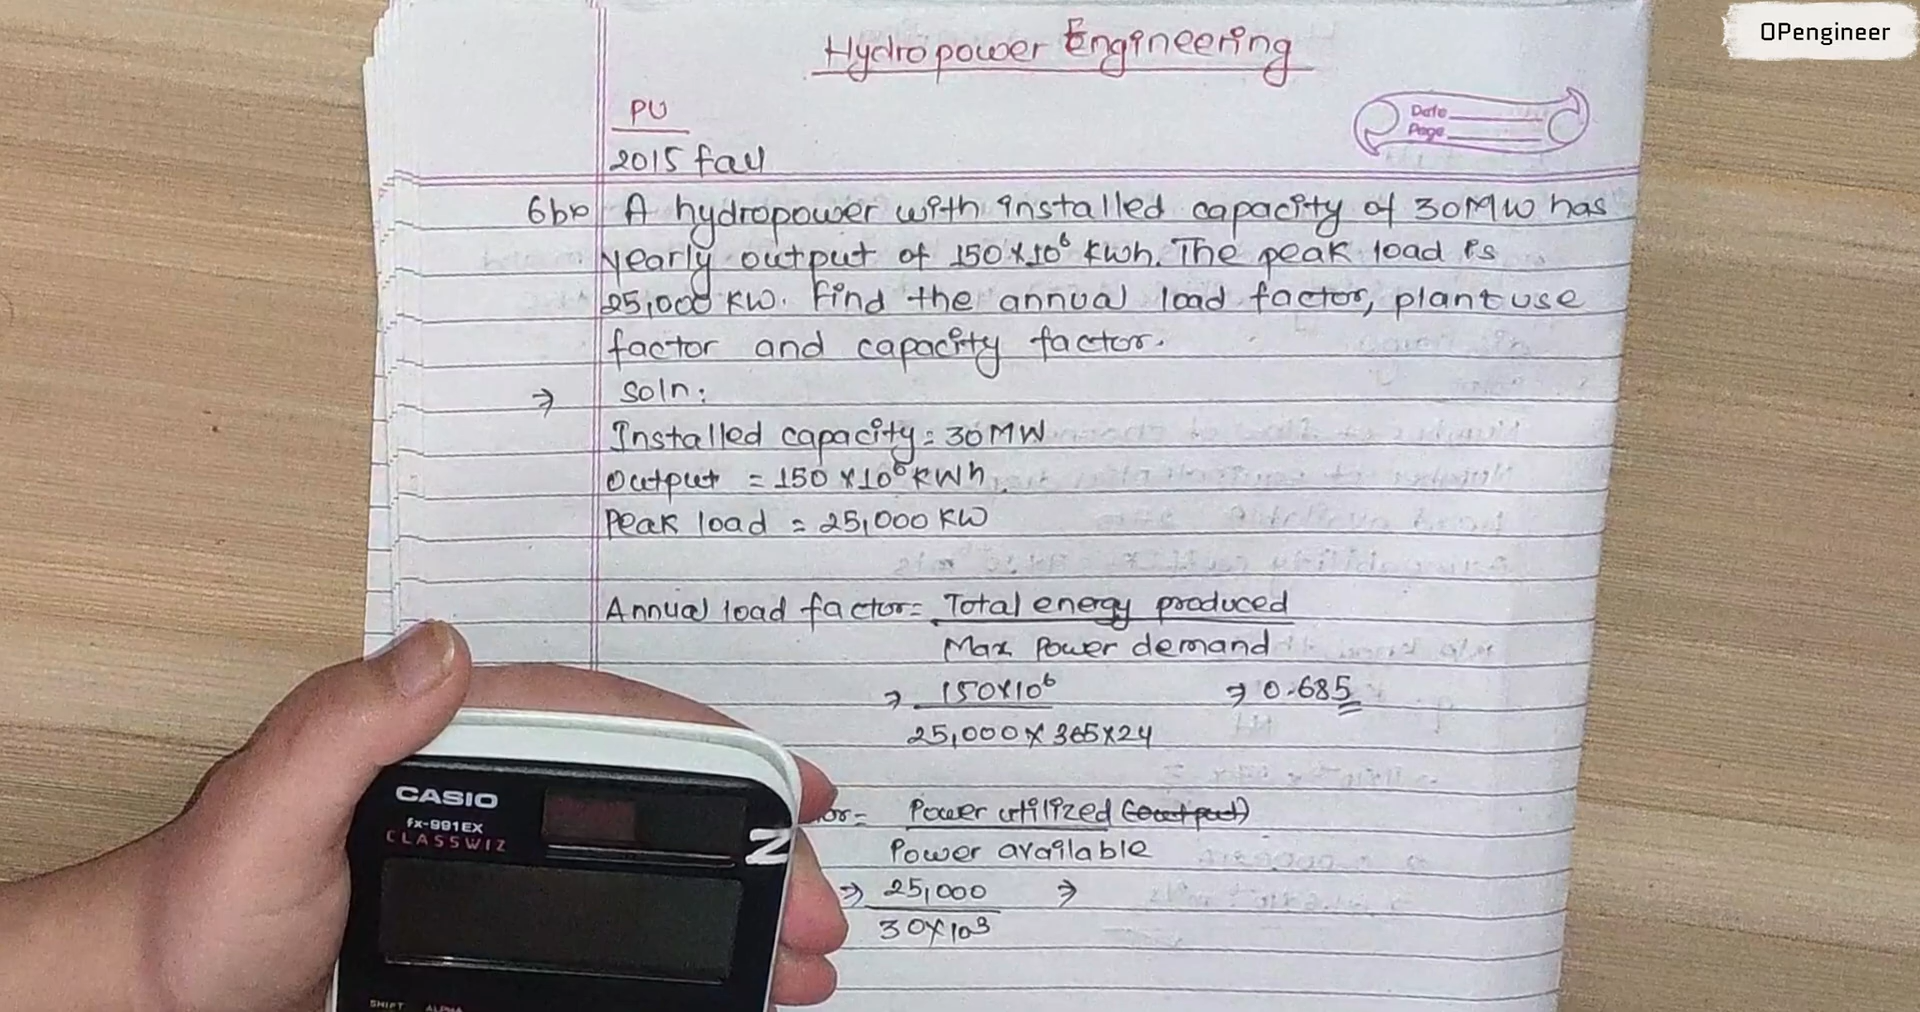 OPengineer
Hydropower Engineering
PU
2015 fall
Date
Page
6b) A hydropower with installed capacity of 30MW has
yearly output of 150×10⁶ kwh. The peak load is
25,000 KW. Find the annual load factor, plant use
factor and capacity factor.
→ Soln:
Installed capacity = 30 MW
Output = 150 ×10⁶ KWh.
Peak load = 25,000 KW
Annual load factor = Total energy produced
Max Power demand
⇒ 150×10⁶ ⇒ 0.685
25,000 × 365×24
or = Power utilized (output)
Power available
⇒ 25,000 ⇒
30×10³
CASIO
fx-991EX
CLASSWIZ
SHIFT ALPHA